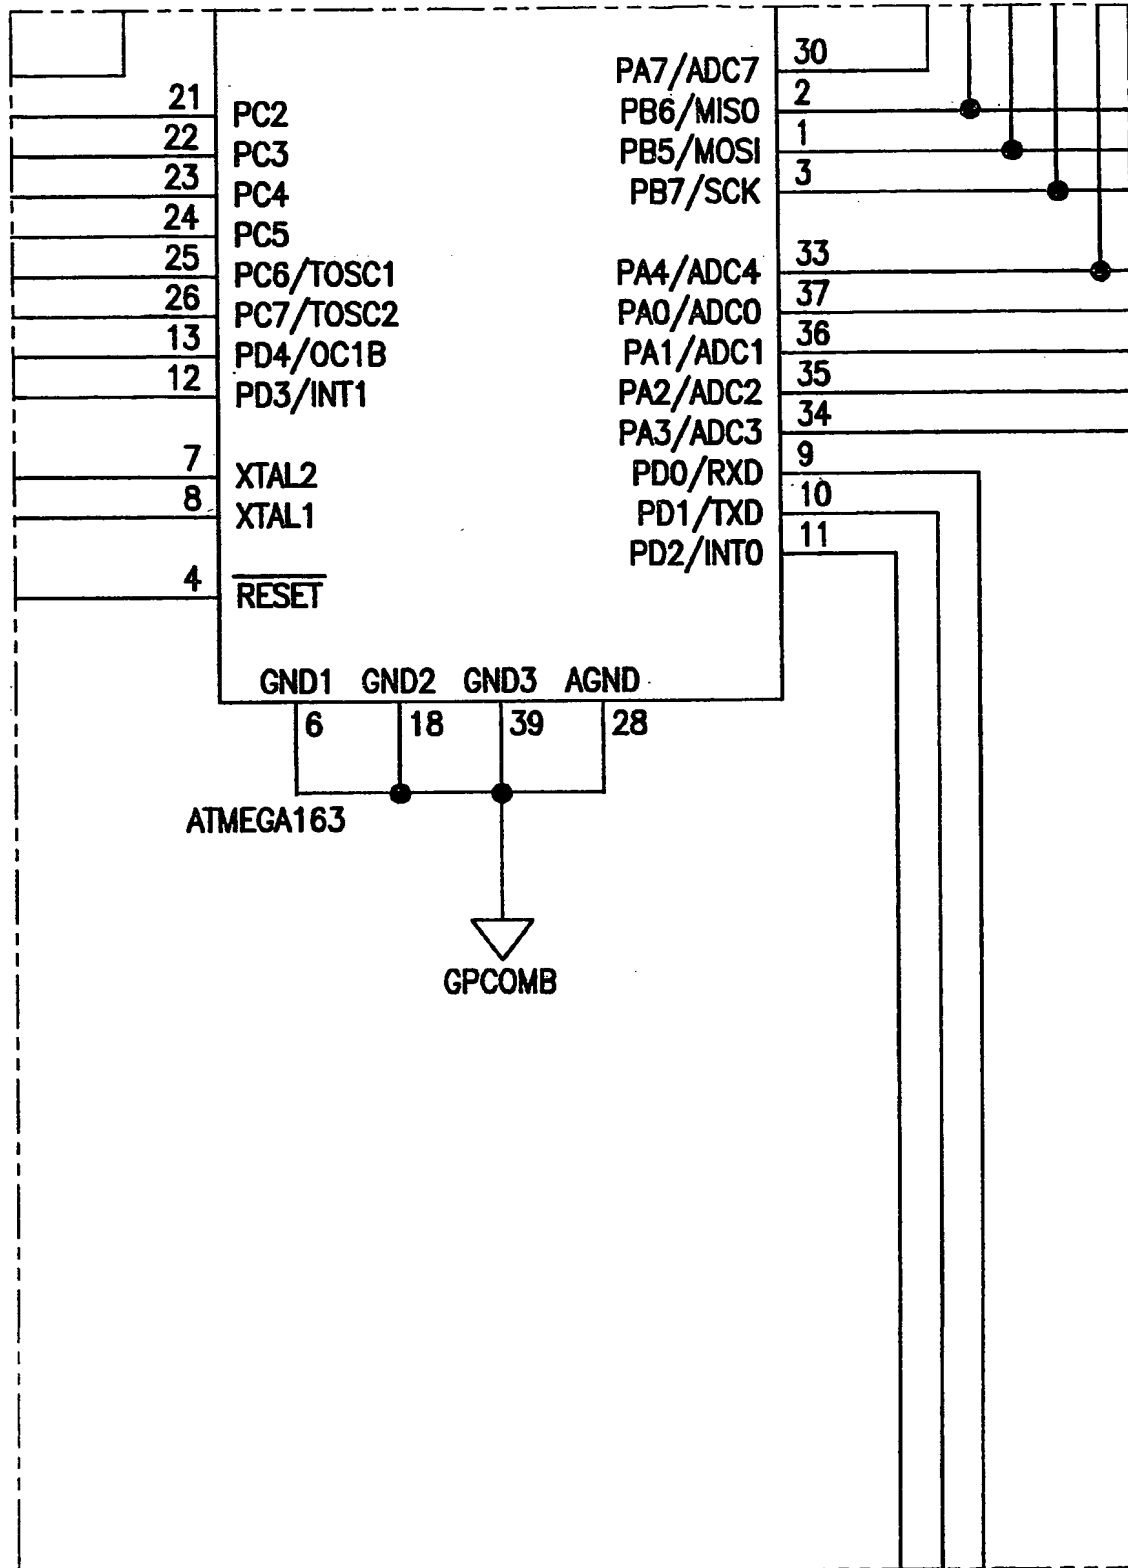 30
PA7/ADC7
2
PB6/MISO
1
PB5/MOSI
3
PB7/SCK
33
PA4/ADC4
37
PA0/ADC0
36
PA1/ADC1
35
PA2/ADC2
34
PA3/ADC3
9
PD0/RXD
10
PD1/TXD
11
PD2/INT0
21
PC2
22
PC3
23
PC4
24
PC5
25
PC6/TOSC1
26
PC7/TOSC2
13
PD4/OC1B
12
PD3/INT1
7
XTAL2
8
XTAL1
4
RESET
GND1 GND2 GND3 AGND
6 18 39 28
ATMEGA163
GPCOMB